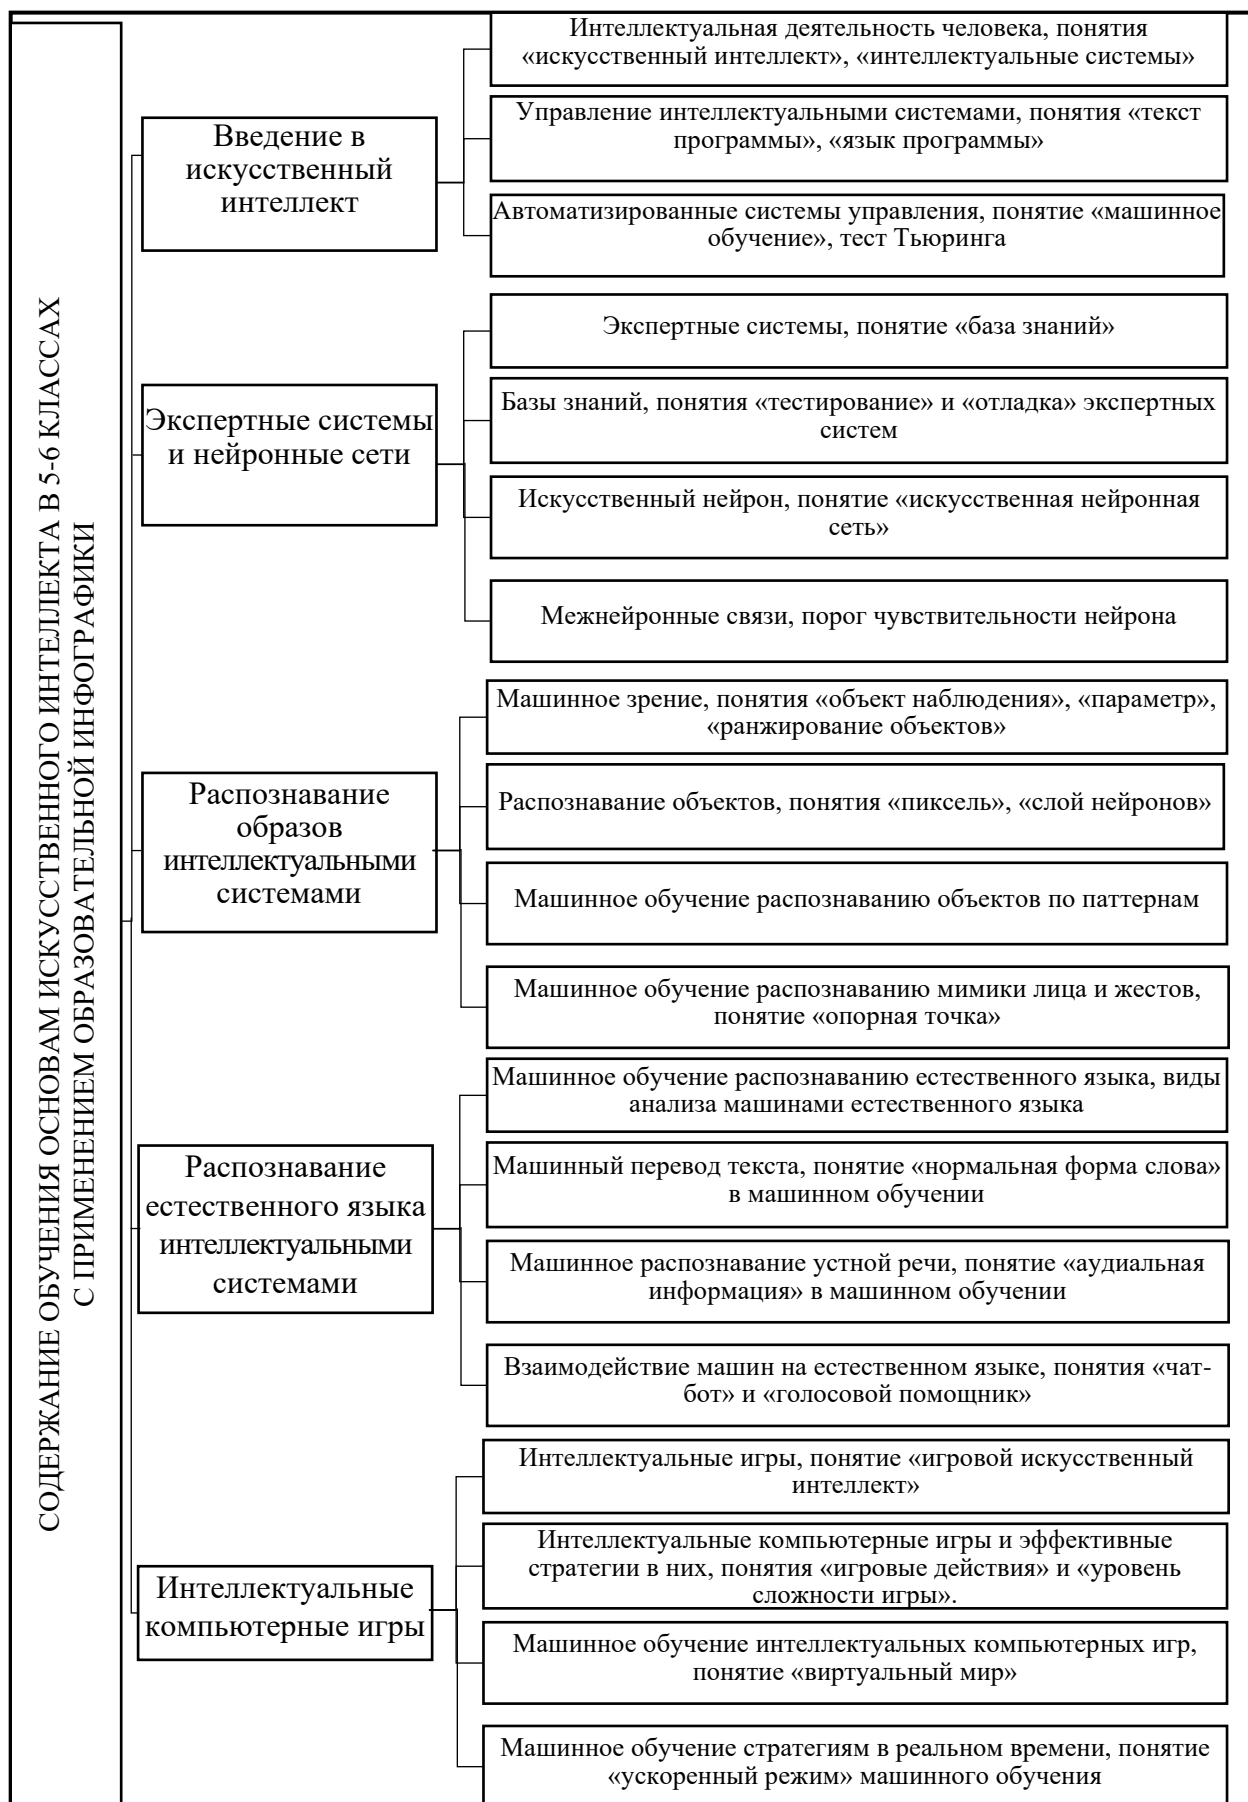 СОДЕРЖАНИЕ ОБУЧЕНИЯ ОСНОВАМ ИСКУССТВЕННОГО ИНТЕЛЛЕКТА В 5-6 КЛАССАХ
С ПРИМЕНЕНИЕМ ОБРАЗОВАТЕЛЬНОЙ ИНФОГРАФИКИ
Введение в
искусственный
интеллект
Интеллектуальная деятельность человека, понятия
«искусственный интеллект», «интеллектуальные системы»
Управление интеллектуальными системами, понятия «текст
программы», «язык программы»
Автоматизированные системы управления, понятие «машинное
обучение», тест Тьюринга
Экспертные системы
и нейронные сети
Экспертные системы, понятие «база знаний»
Базы знаний, понятия «тестирование» и «отладка» экспертных
систем
Искусственный нейрон, понятие «искусственная нейронная
сеть»
Межнейронные связи, порог чувствительности нейрона
Распознавание
образов
интеллектуальными
системами
Машинное зрение, понятия «объект наблюдения», «параметр»,
«ранжирование объектов»
Распознавание объектов, понятия «пиксель», «слой нейронов»
Машинное обучение распознаванию объектов по паттернам
Машинное обучение распознаванию мимики лица и жестов,
понятие «опорная точка»
Распознавание
естественного языка
интеллектуальными
системами
Машинное обучение распознаванию естественного языка, виды
анализа машинами естественного языка
Машинный перевод текста, понятие «нормальная форма слова»
в машинном обучении
Машинное распознавание устной речи, понятие «аудиальная
информация» в машинном обучении
Взаимодействие машин на естественном языке, понятия «чат-
бот» и «голосовой помощник»
Интеллектуальные
компьютерные игры
Интеллектуальные игры, понятие «игровой искусственный
интеллект»
Интеллектуальные компьютерные игры и эффективные
стратегии в них, понятия «игровые действия» и «уровень
сложности игры».
Машинное обучение интеллектуальных компьютерных игр,
понятие «виртуальный мир»
Машинное обучение стратегиям в реальном времени, понятие
«ускоренный режим» машинного обучения